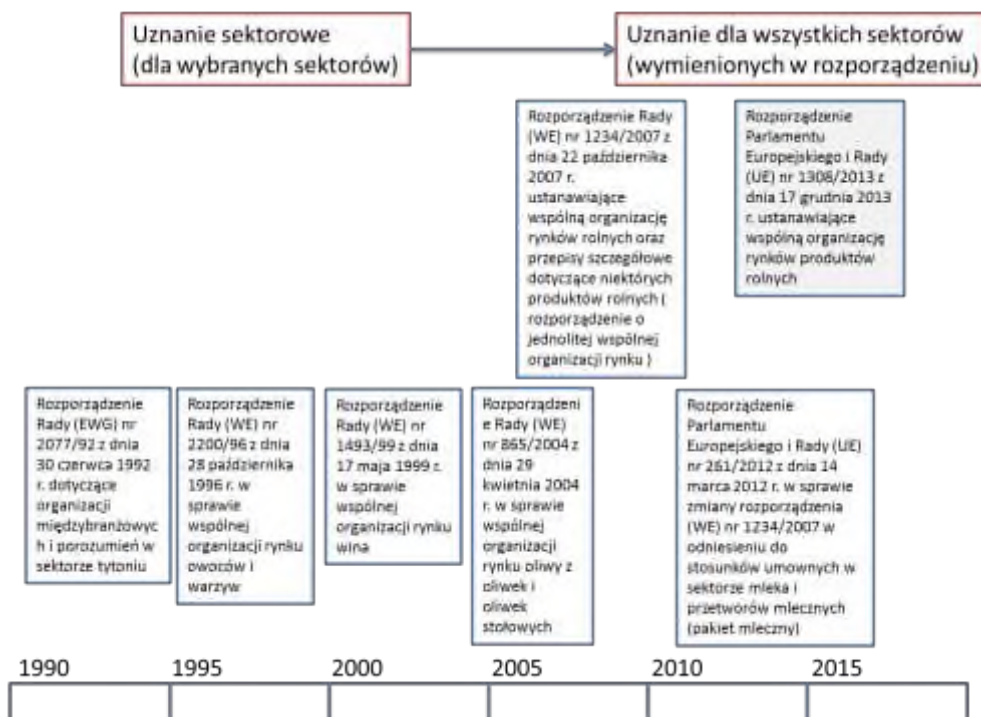 Uznanie sektorowe
(dla wybranych sektorów)
Uznanie dla wszystkich sektorów
(wymienionych w rozporządzeniu)
Rozporządzenie Rady
(WE) nr 1234/2007 z
dnia 22 października
2007 r.
ustanawiające
wspólną organizację
rynków rolnych oraz
przepisy szczegółowe
dotyczące niektórych
produktów rolnych (
rozporządzenie o
jednolitej wspólnej
organizacji rynku )
Rozporządzenie
Parlamentu
Europejskiego i Rady
(UE) nr 1308/2013 z
dnia 17 grudnia 2013
r. ustanawiające
wspólną organizację
rynków produktów
rolnych
Rozporządzenie
Rady (EWG) nr
2077/92 z dnia
30 czerwca 1992
r. dotyczące
organizacji
międzybranżowyc
h i porozumień w
sektorze tytoniu
Rozporządzenie
Rady (WE) nr
2200/96 z dnia
28 października
1996 r. w
sprawie
wspólnej
organizacji rynku
owoców i
warzyw
Rozporządzenie
Rady (WE) nr
1493/99 z dnia
17 maja 1999 r.
w sprawie
wspólnej
organizacji rynku
wina
Rozporządzeni
e Rady (WE)
nr 865/2004 z
dnia 29
kwietnia 2004
r. w sprawie
wspólnej
organizacji
rynku oliwy z
oliwek i
oliwek
stołowych
Rozporządzenie
Parlamentu
Europejskiego i Rady (UE)
nr 261/2012 z dnia 14
marca 2012 r. w sprawie
zmiany rozporządzenia
(WE) nr 1234/2007 w
odniesieniu do
stosunków umownych w
sektorze mleka i
przetworów mlecznych
(pakiet mleczny)
1990
1995
2000
2005
2010
2015